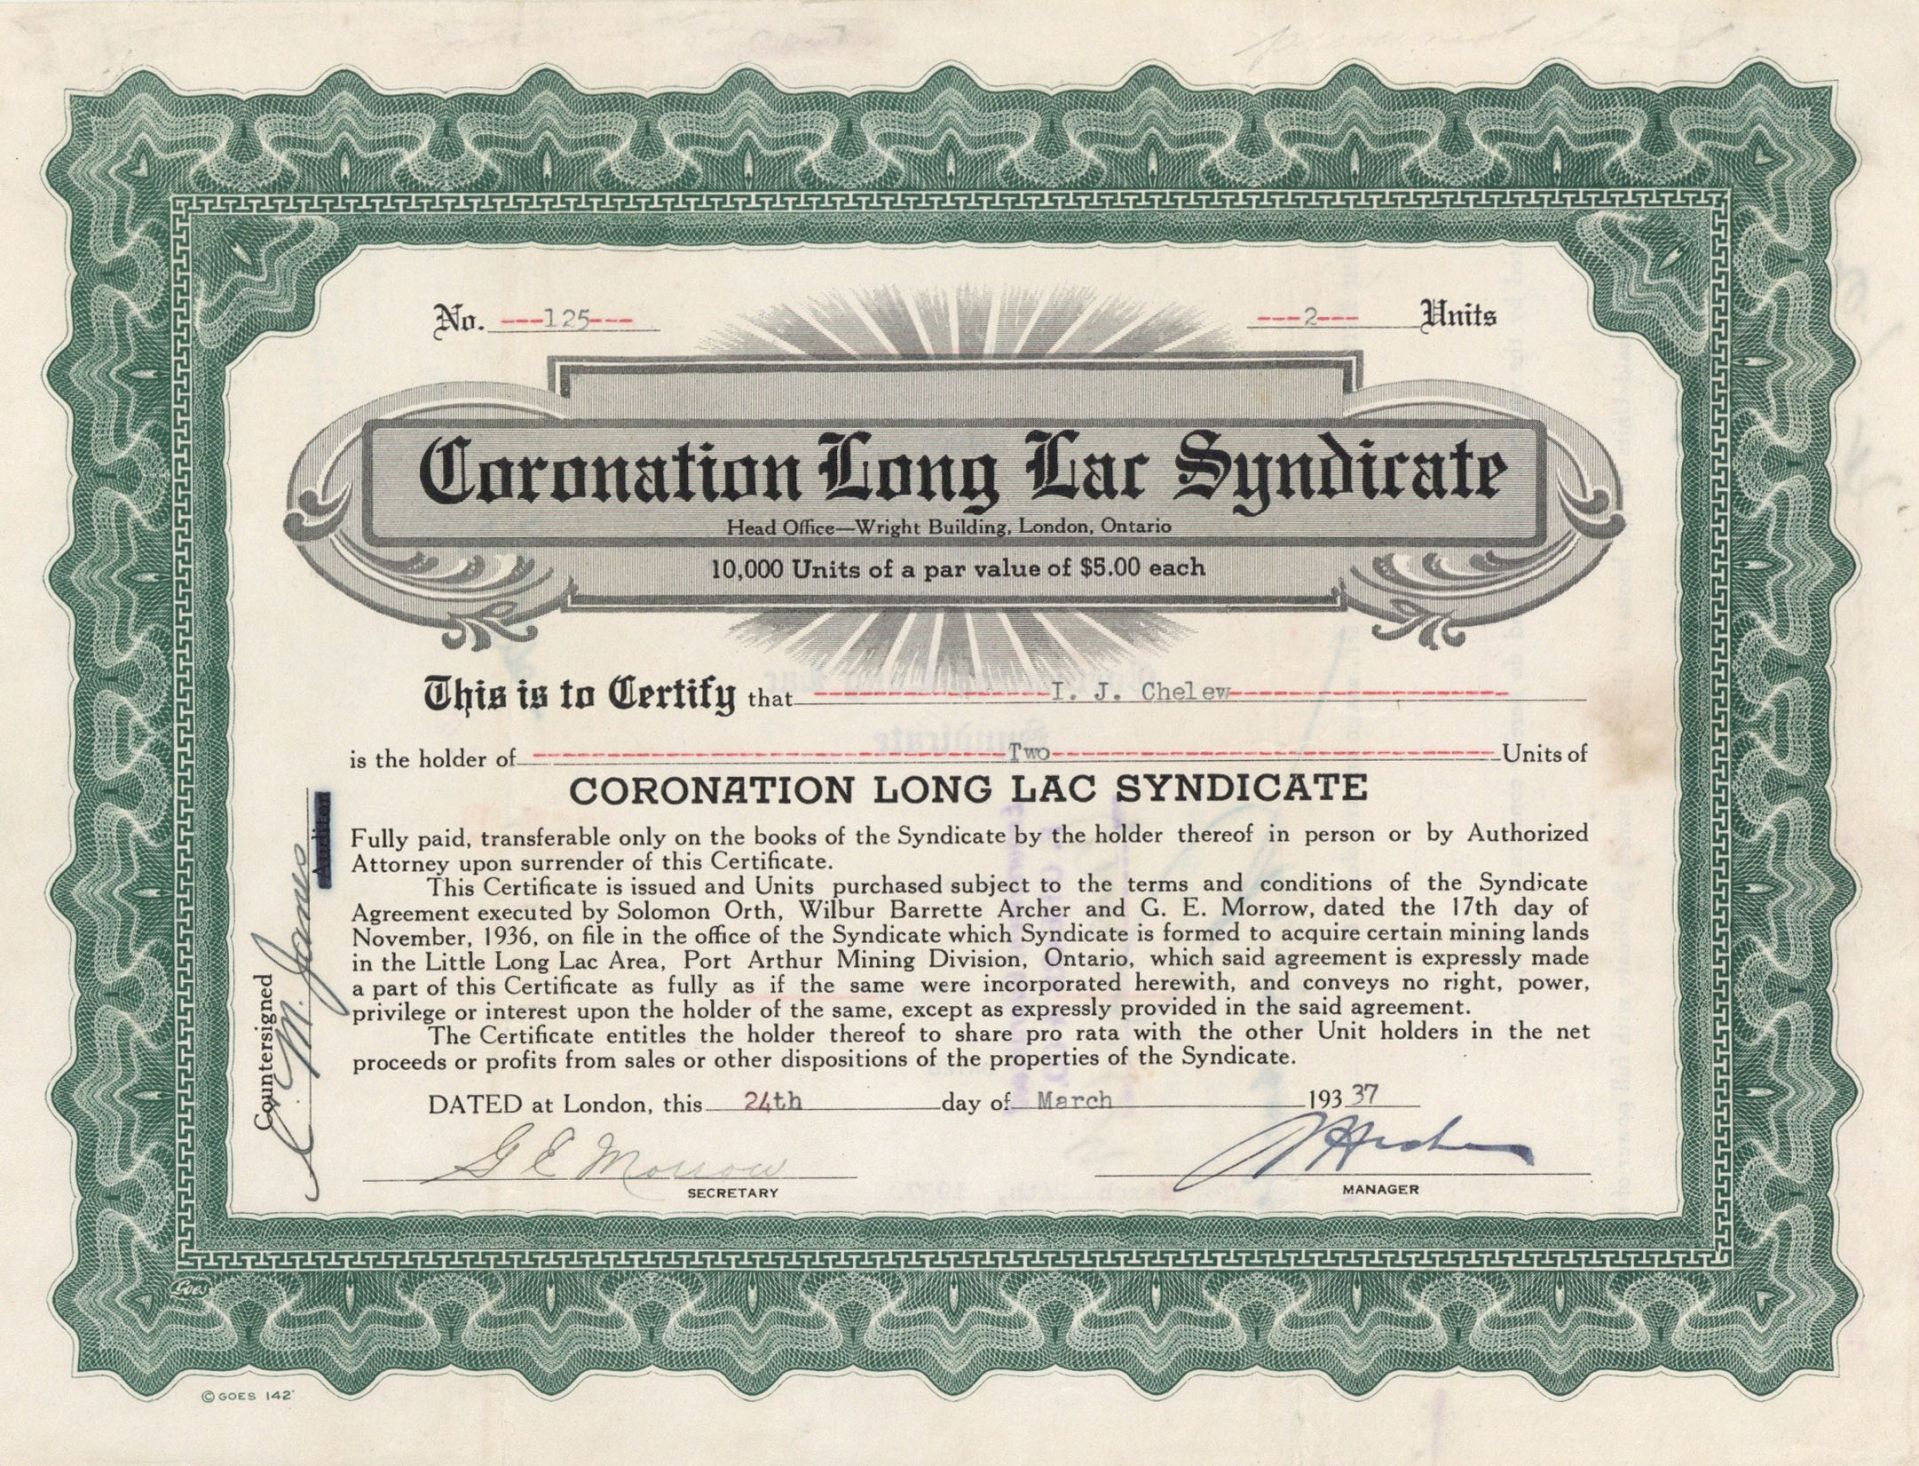 No. ---125---
---2--- Units
Coronation Long Lac Syndicate
Head Office—Wright Building, London, Ontario
10,000 Units of a par value of $5.00 each
This is to Certify that I. J. Chelew
is the holder of Two Units of
CORONATION LONG LAC SYNDICATE
Fully paid, transferable only on the books of the Syndicate by the holder thereof in person or by Authorized
Attorney upon surrender of this Certificate.
This Certificate is issued and Units purchased subject to the terms and conditions of the Syndicate
Agreement executed by Solomon Orth, Wilbur Barrette Archer and G. E. Morrow, dated the 17th day of
November, 1936, on file in the office of the Syndicate which Syndicate is formed to acquire certain mining lands
in the Little Long Lac Area, Port Arthur Mining Division, Ontario, which said agreement is expressly made
a part of this Certificate as fully as if the same were incorporated herewith, and conveys no right, power,
privilege or interest upon the holder of the same, except as expressly provided in the said agreement.
The Certificate entitles the holder thereof to share pro rata with the other Unit holders in the net
proceeds or profits from sales or other dispositions of the properties of the Syndicate.
DATED at London, this 24th day of March 193 37
G E Morrow
SECRETARY
MANAGER
Countersigned
Goes
© GOES 142